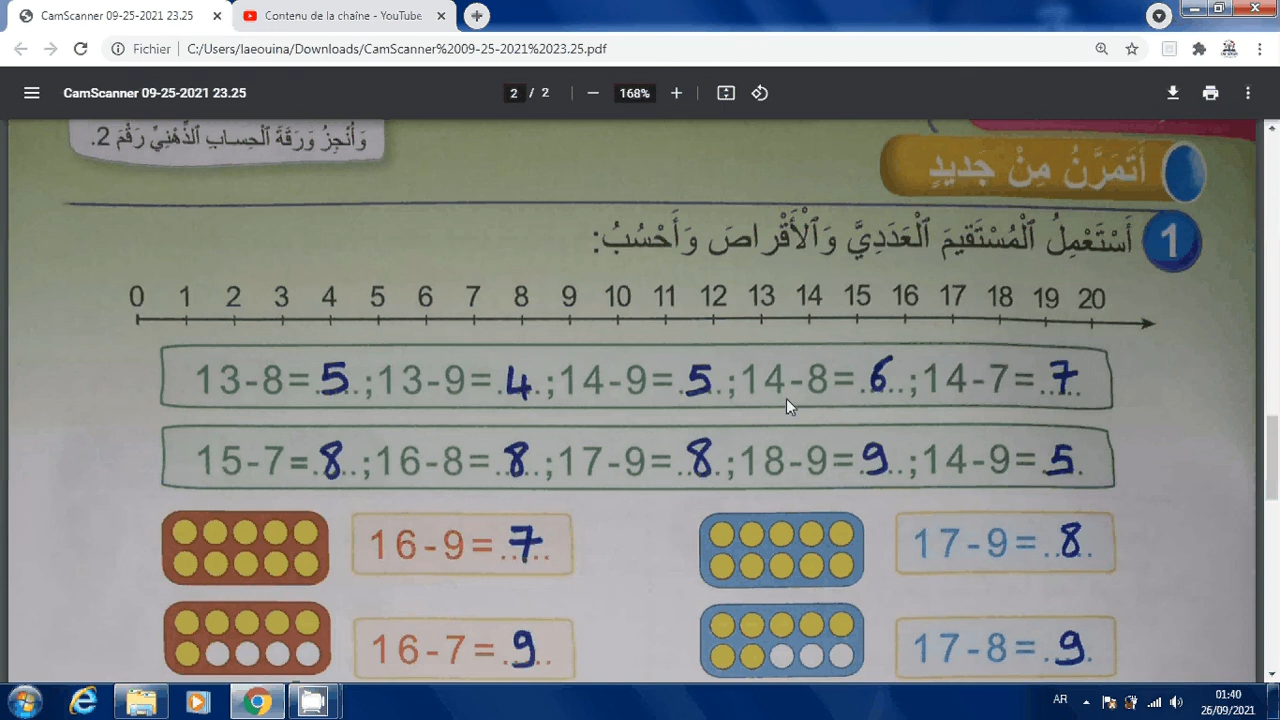 CamScanner 09-25-2021 23.25
Contenu de la chaîne - YouTube
Fichier | C:/Users/laeouina/Downloads/CamScanner%2009-25-2021%2023.25.pdf
CamScanner 09-25-2021 23.25
2 / 2
168%
وَأُنْجِزُ وَرَقَةَ ٱلْحِسابِ ٱلذِّهْنِيِّ رَقْمَ 2.
أَتَمَرَّنُ مِنْ جَديدٍ
1 أَسْتَعْمِلُ ٱلْمُسْتَقيمَ ٱلْعَدَدِيَّ وَٱلْأَقْراصَ وَأَحْسُبُ:
0 1 2 3 4 5 6 7 8 9 10 11 12 13 14 15 16 17 18 19 20
13-8=5; 13-9=4; 14-9=5; 14-8=6; 14-7=7
15-7=8; 16-8=8; 17-9=8; 18-9=9; 14-9=5
16-9=7
17-9=8
16-7=9
17-8=9
AR
01:40
26/09/2021